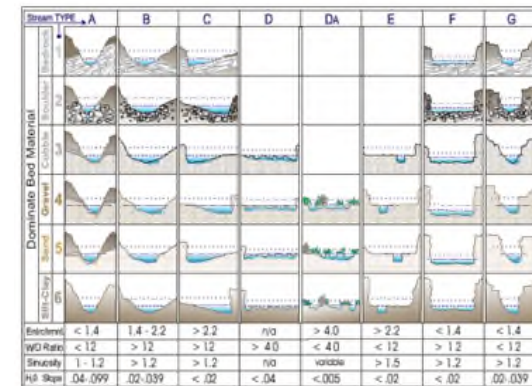 Stream TYPE A B C D DA E F G
Dominate Bed Material
Bedrock 1
Boulder 2
Cobble 3
Gravel 4
Sand 5
Silt-Clay 6
Entrchmnt. < 1.4 1.4 - 2.2 > 2.2 n/a > 4.0 > 2.2 < 1.4 < 1.4
W/D Ratio < 12 > 12 > 12 > 40 < 40 < 12 > 12 < 12
Sinuosity 1 - 1.2 > 1.2 > 1.2 n/a variable > 1.5 > 1.2 > 1.2
H₂0 Slope .04-.099 .02-.039 < .02 < .04 <.005 < .02 < .02 .02-.039